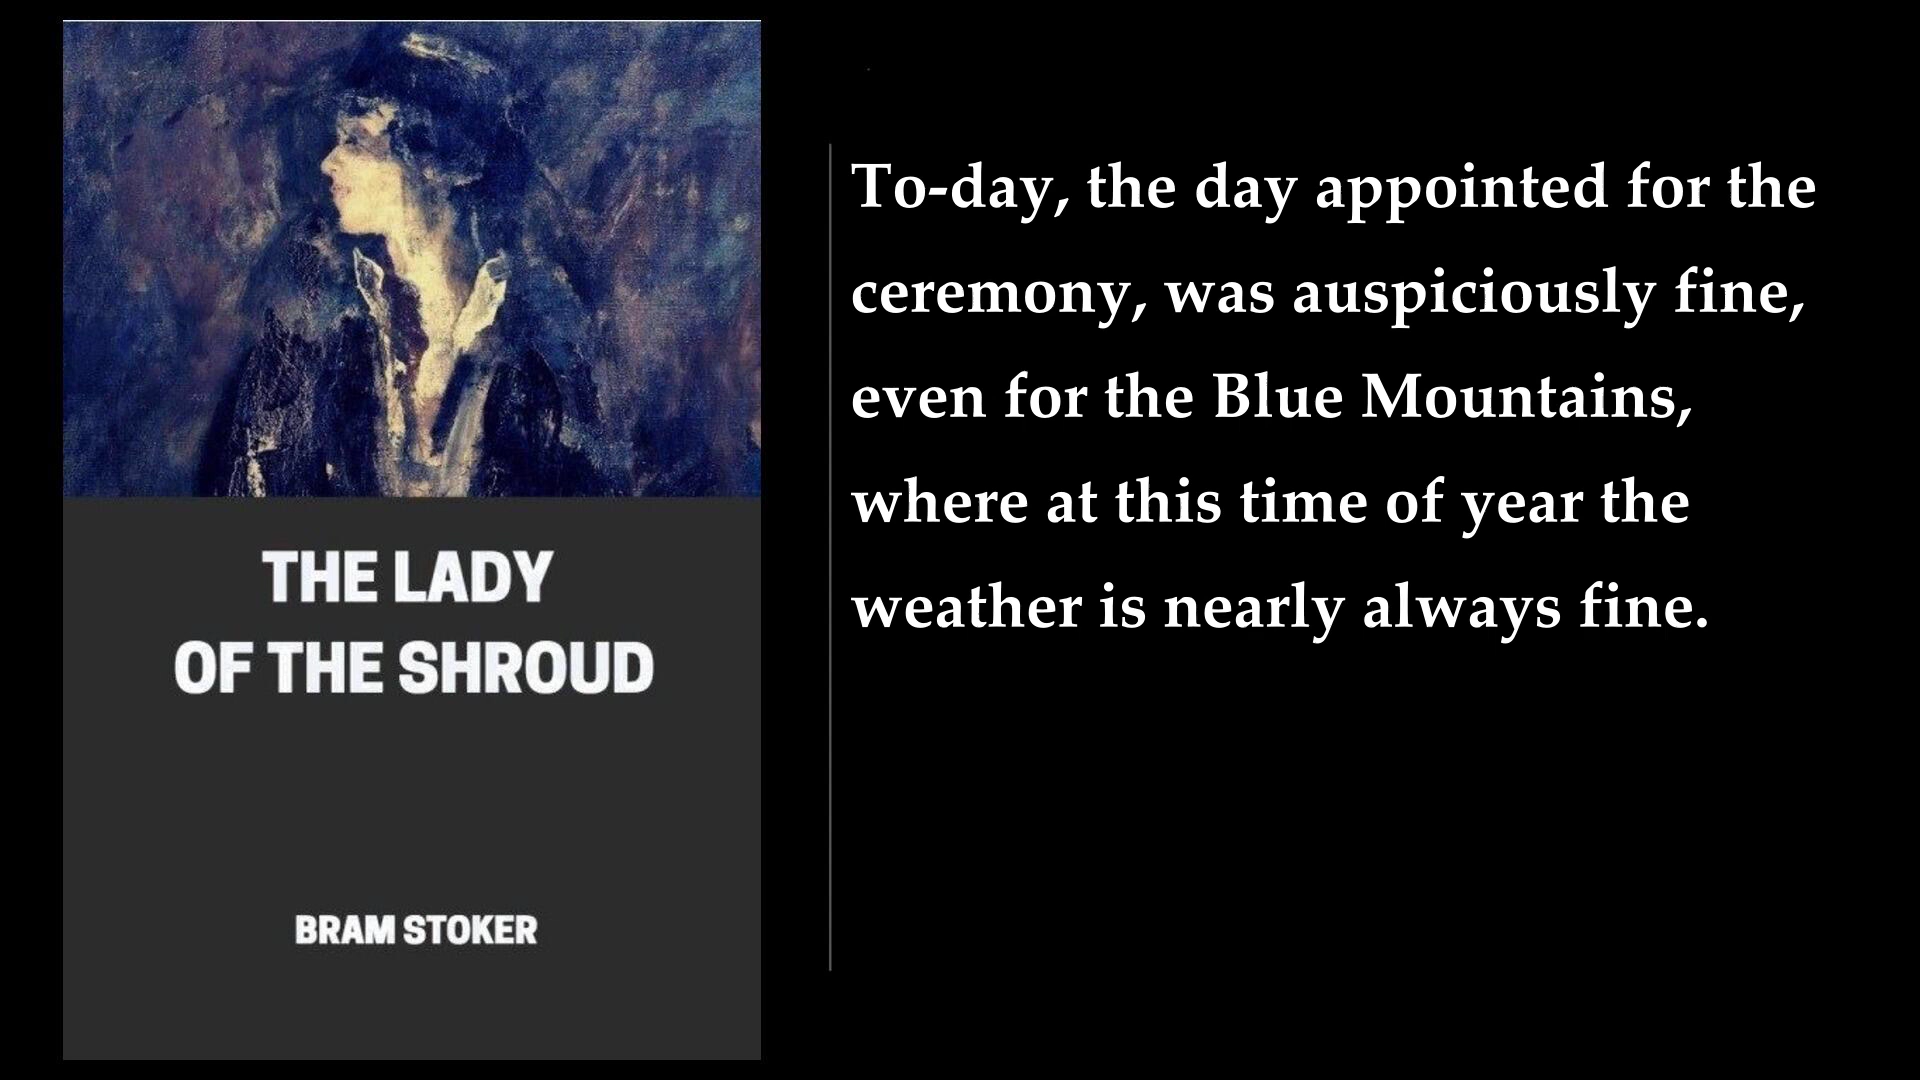 THE LADY
OF THE SHROUD
BRAM STOKER
To-day, the day appointed for the
ceremony, was auspiciously fine,
even for the Blue Mountains,
where at this time of year the
weather is nearly always fine.